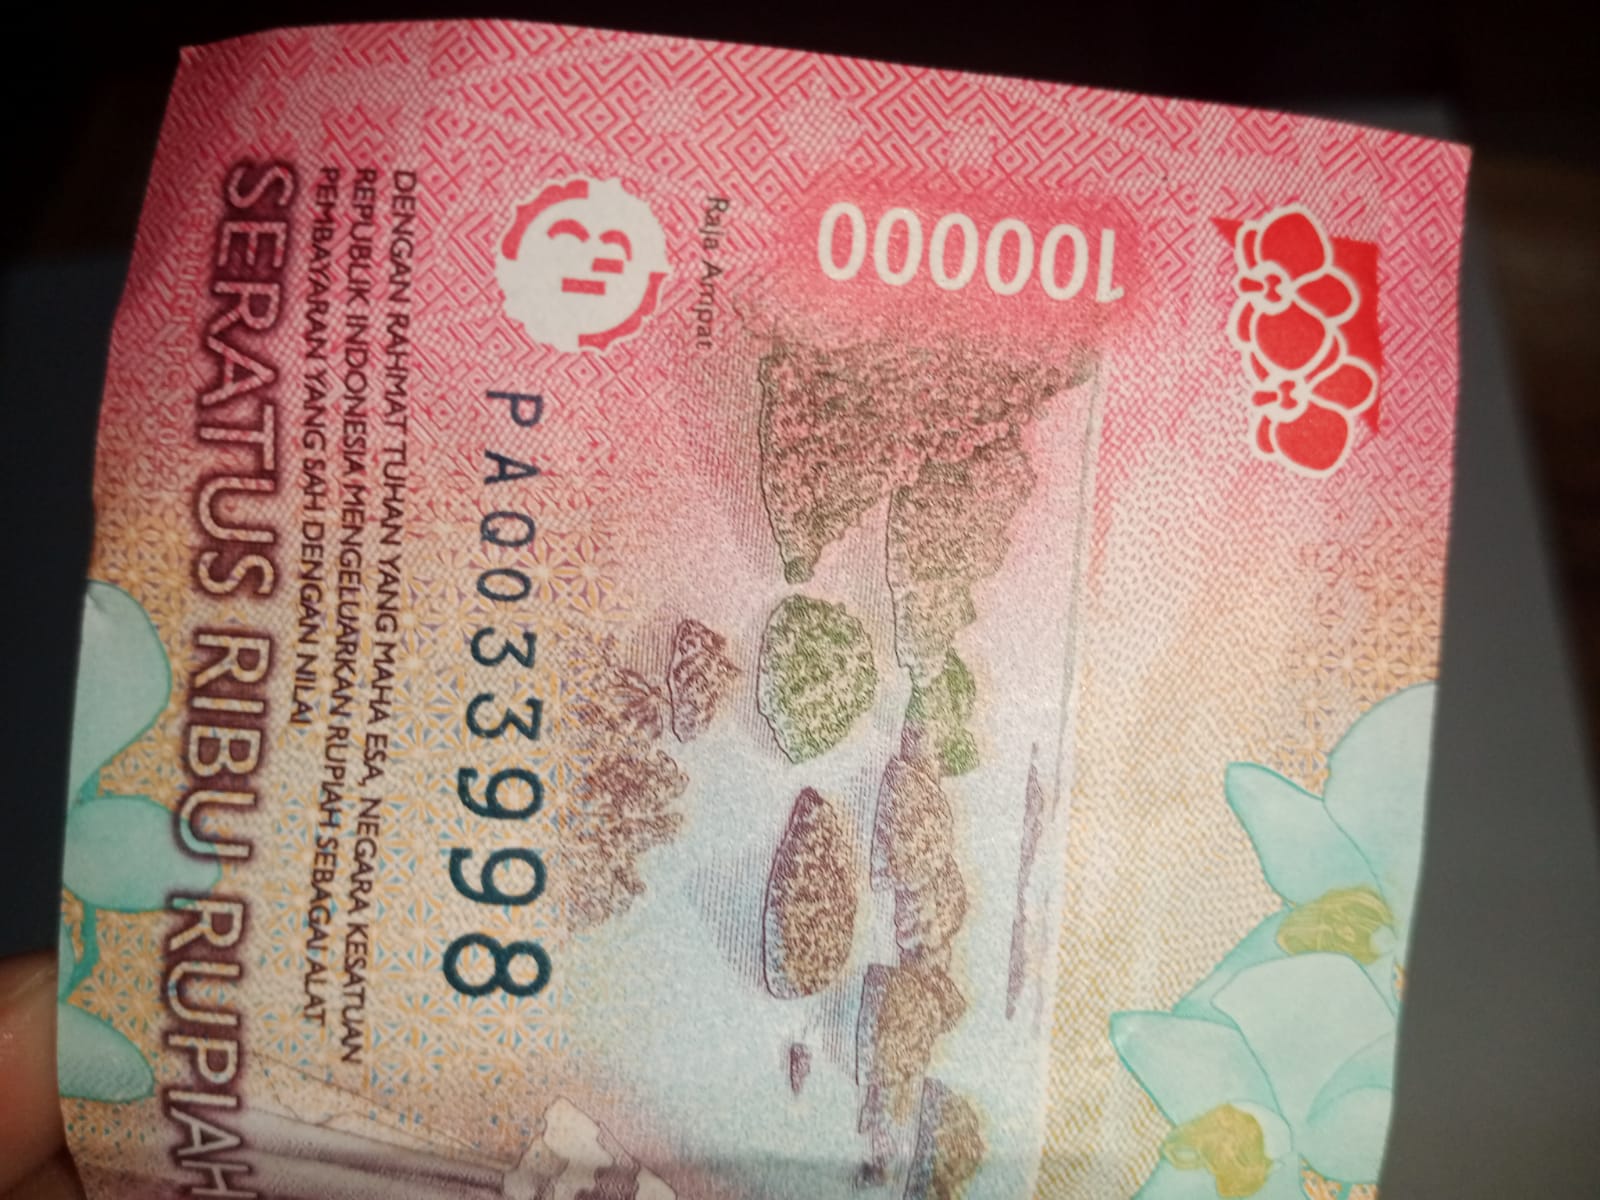 100000
Raja Ampat
PAQ033998
DENGAN RAHMAT TUHAN YANG MAHA ESA, NEGARA KESATUAN
REPUBLIK INDONESIA MENGELUARKAN RUPIAH SEBAGAI ALAT
PEMBAYARAN YANG SAH DENGAN NILAI
SERATUS RIBU RUPIAH